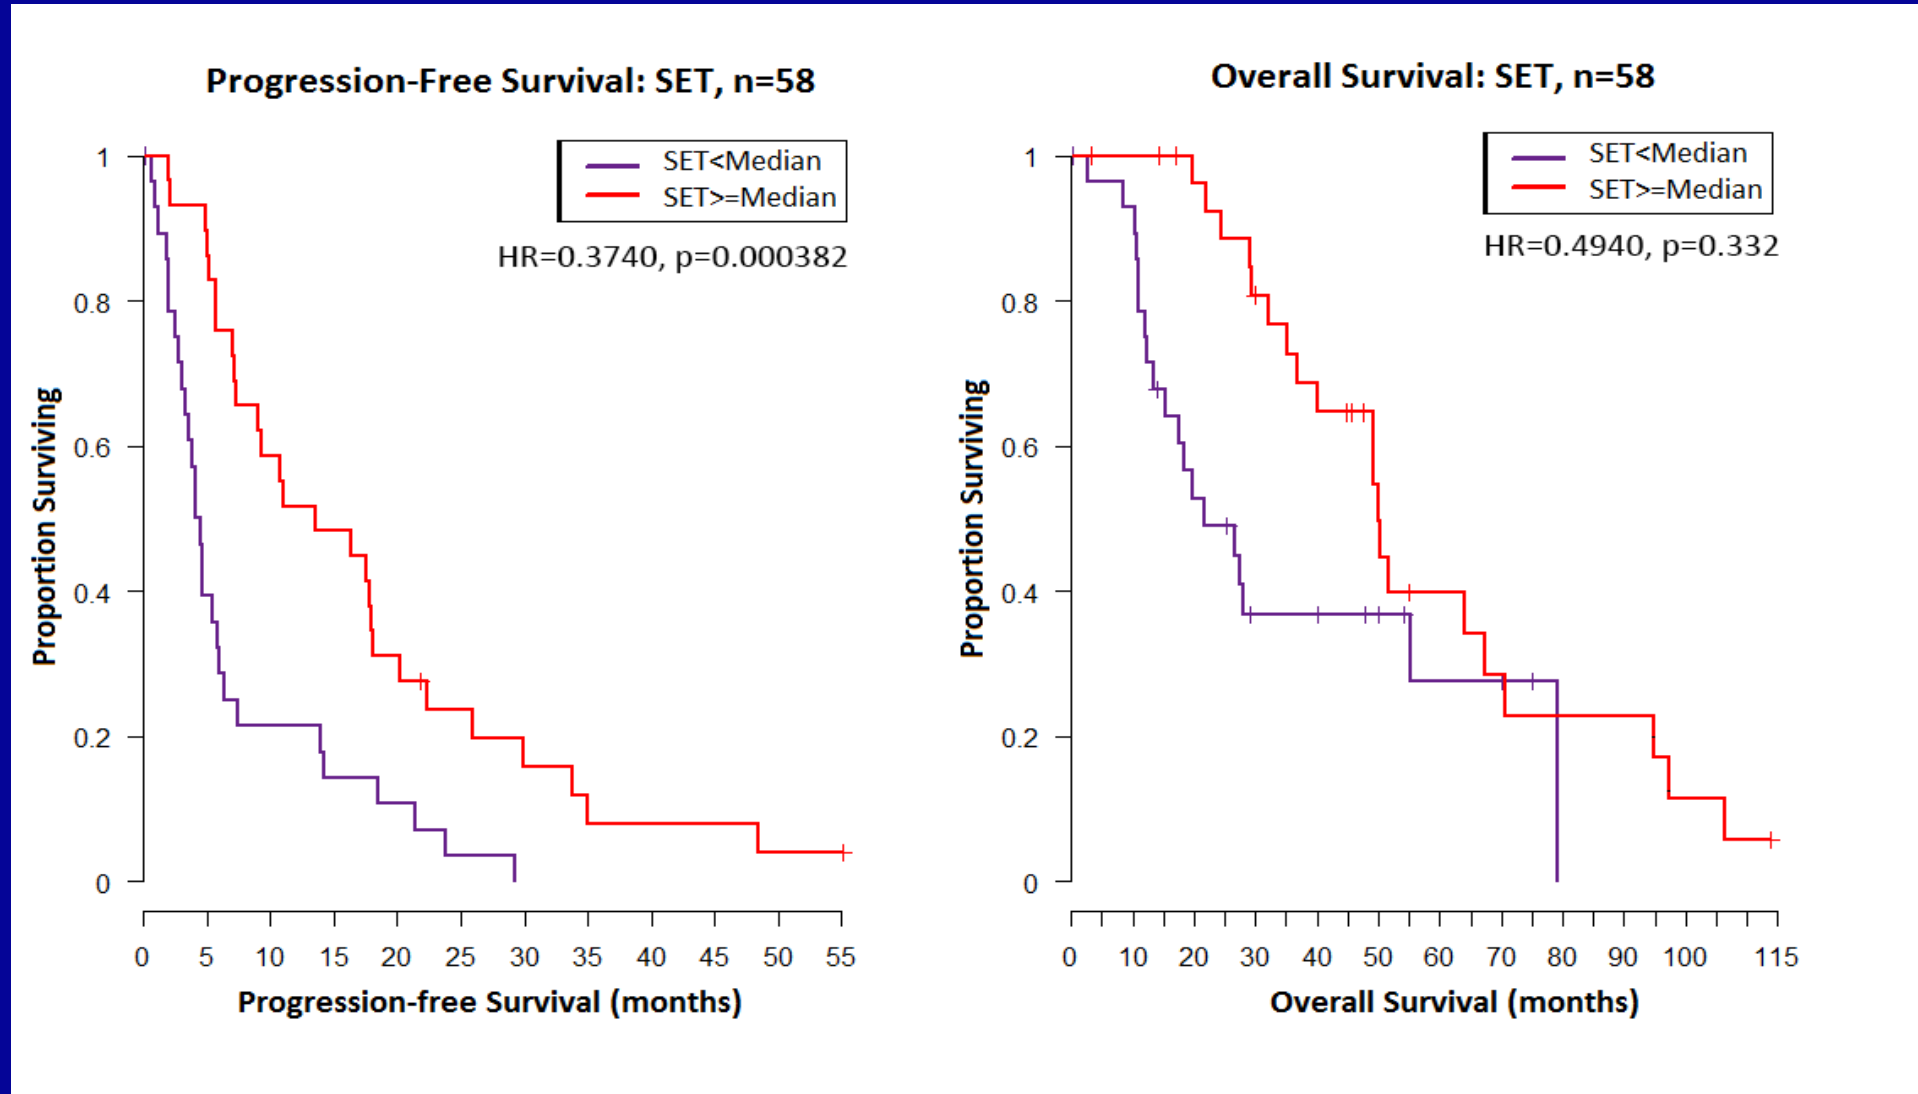 Progression-Free Survival: SET, n=58
SET<Median
SET>=Median
HR=0.3740, p=0.000382
Proportion Surviving
1
0.8
0.6
0.4
0.2
0
0 5 10 15 20 25 30 35 40 45 50 55
Progression-free Survival (months)
Overall Survival: SET, n=58
SET<Median
SET>=Median
HR=0.4940, p=0.332
Proportion Surviving
1
0.8
0.6
0.4
0.2
0
0 10 20 30 40 50 60 70 80 90 100 115
Overall Survival (months)